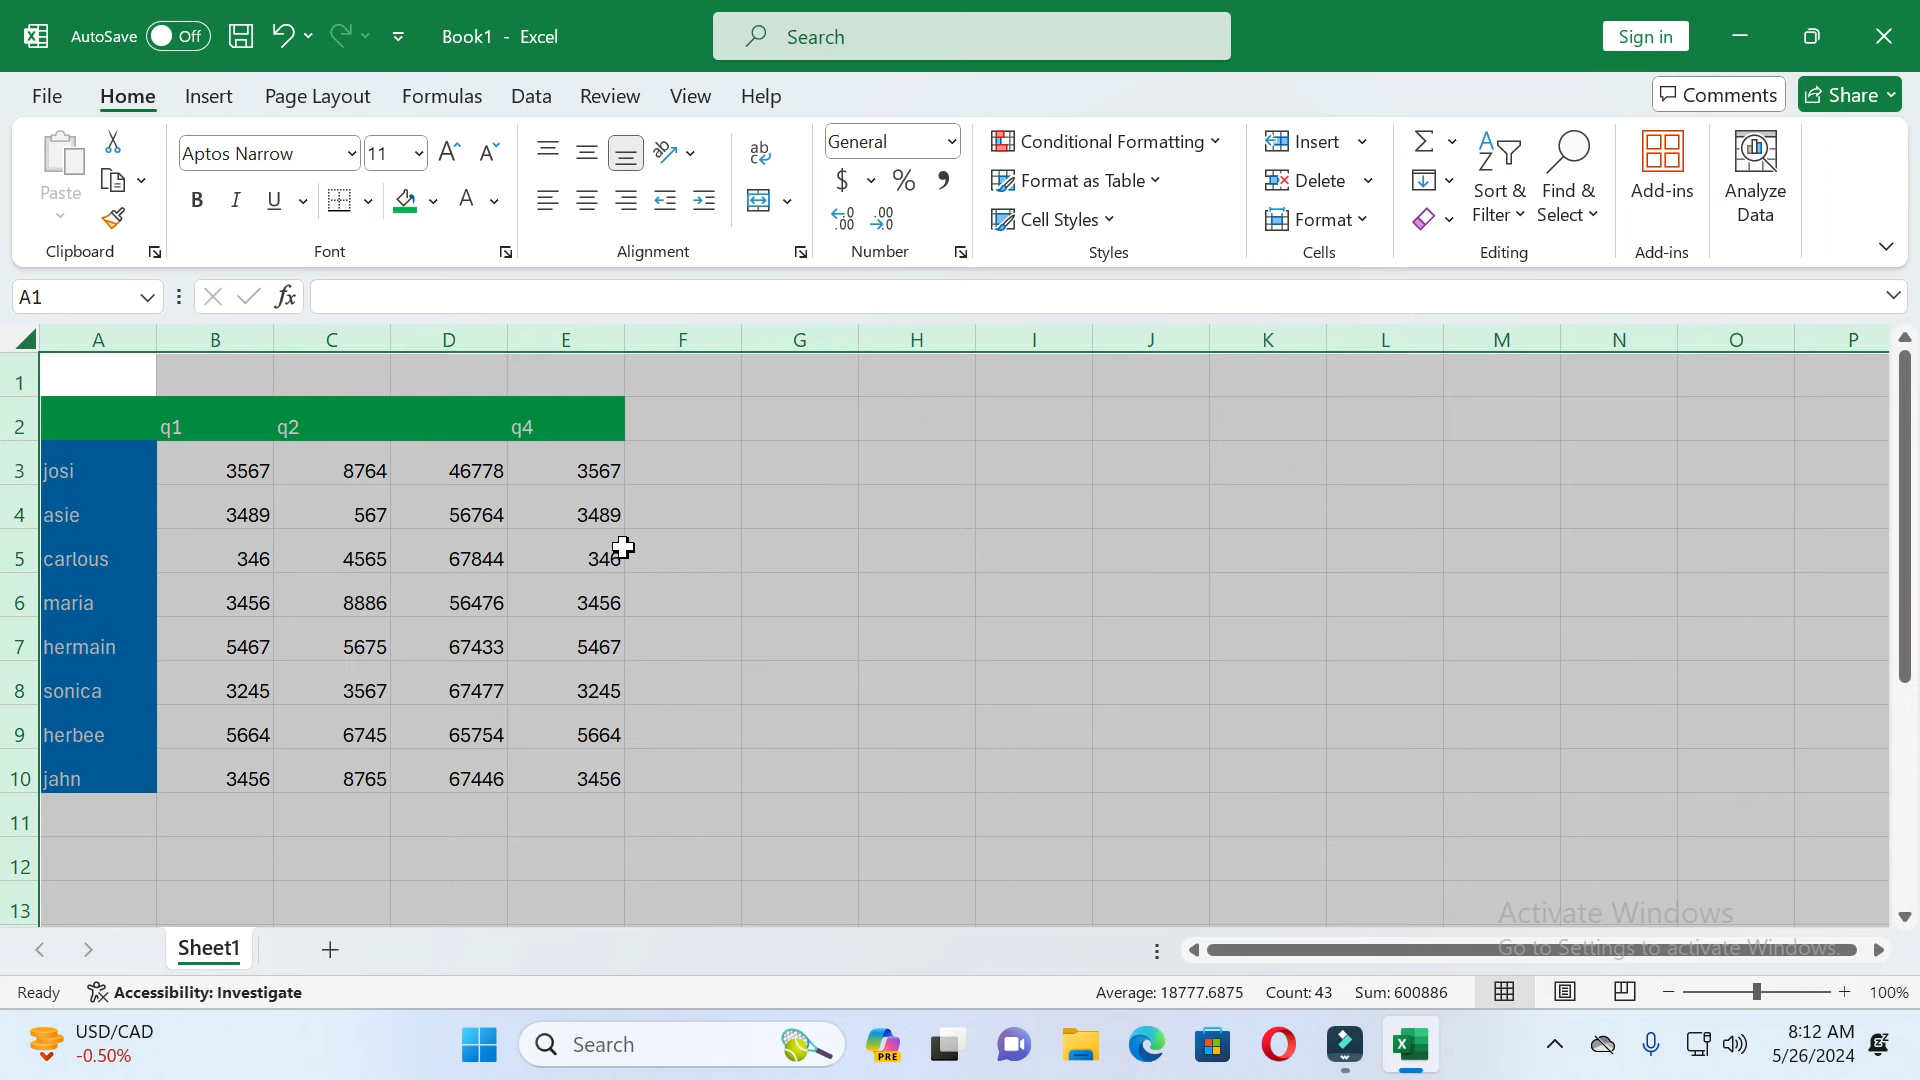 AutoSave Off Book1 - Excel Search Sign in
File Home Insert Page Layout Formulas Data Review View Help Comments Share
Paste Aptos Narrow 11 General Conditional Formatting Format as Table Cell Styles Insert Delete Format Sort & Filter Find & Select Add-ins Analyze Data
Clipboard Font Alignment Number Styles Cells Editing Add-ins
A1 fx
A B C D E F G H I J K L M N O P
1
2 q1 q2 q4
3 josi 3567 8764 46778 3567
4 asie 3489 567 56764 3489
5 carlous 346 4565 67844 346
6 maria 3456 8886 56476 3456
7 hermain 5467 5675 67433 5467
8 sonica 3245 3567 67477 3245
9 herbee 5664 6745 65754 5664
10 jahn 3456 8765 67446 3456
11
12
13
Activate Windows
Go to Settings to activate Windows.
Sheet1
Ready Accessibility: Investigate Average: 18777.6875 Count: 43 Sum: 600886 100%
USD/CAD Search PRE 8:12 AM
-0.50% 5/26/2024